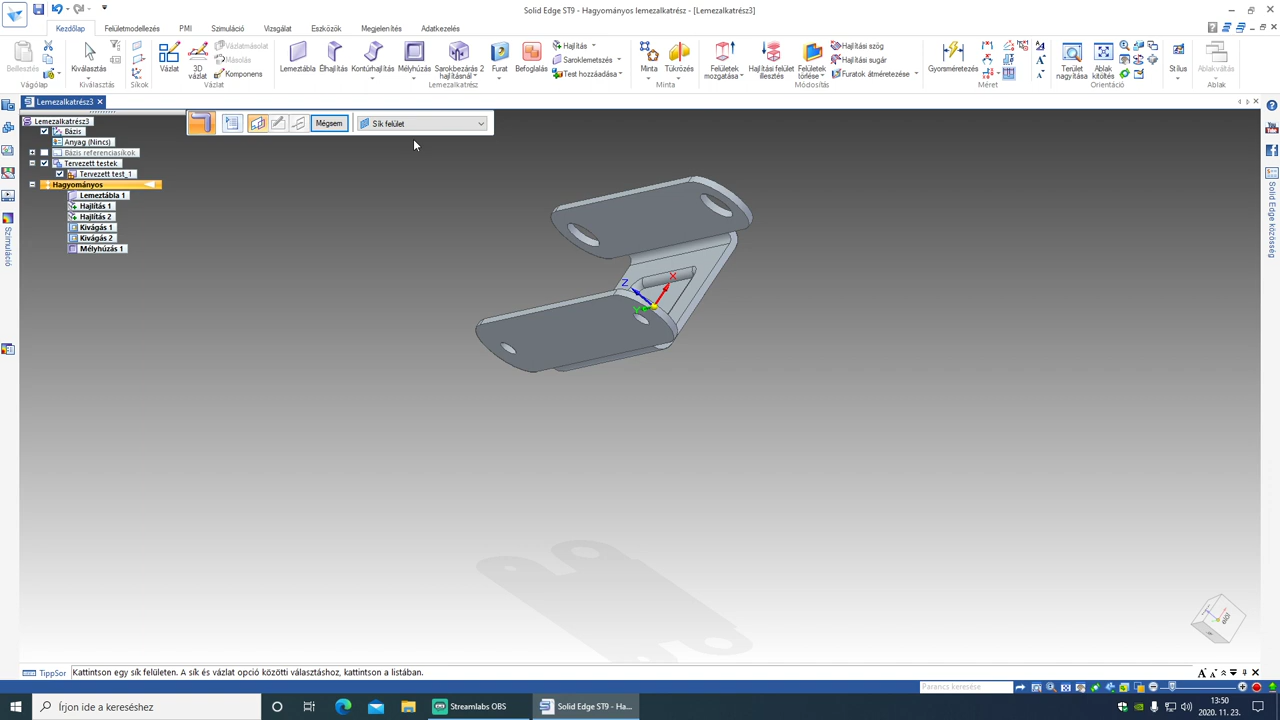 Solid Edge ST9 - Hagyományos lemezalkatrész - [Lemezalkatrész3]
Kezdőlap
Felületmodellezés
PMI
Szimuláció
Vizsgálat
Eszközök
Megjelenítés
Adatkezelés
Beillesztés
Kiválasztás
Vázlat
3D vázlat
Vázlatmásolat
Másolás
Komponens
Lemeztábla
Élhajlítás
Kontúrhajlítás
Mélyhúzás
Sarokbezárás 2 hajlításnál
Furat
Befoglalás
Hajlítás
Saroklemetszés
Test hozzáadása
Minta
Tükrözés
Felületek mozgatása
Hajlítási felület illesztés
Felületek törlése
Hajlítási szög
Hajlítási sugár
Furatok átméretezése
Gyorsméretezés
Terület nagyítása
Ablak kitöltés
Stílus
Ablakváltás
Vágólap
Kiválasztás
Síkok
Vázlat
Lemezalkatrész
Minta
Módosítás
Méret
Orientáció
Stílus
Ablak
Lemezalkatrész3
Lemezalkatrész3
Bázis
Anyag (Nincs)
Bázis referenciasíkok
Tervezett testek
Tervezett test_1
Hagyományos
Lemeztábla 1
Hajlítás 1
Hajlítás 2
Kivágás 1
Kivágás 2
Mélyhúzás 1
Mégsem
Sík felület
Szimuláció
Solid Edge közösség
X
Z
Y
elöl
TippSor
Kattintson egy sík felületen. A sík és vázlat opció közötti választáshoz, kattintson a listában.
Parancs keresése
Írjon ide a kereséshez
Streamlabs OBS
Solid Edge ST9 - Ha...
13:50
2020. 11. 23.